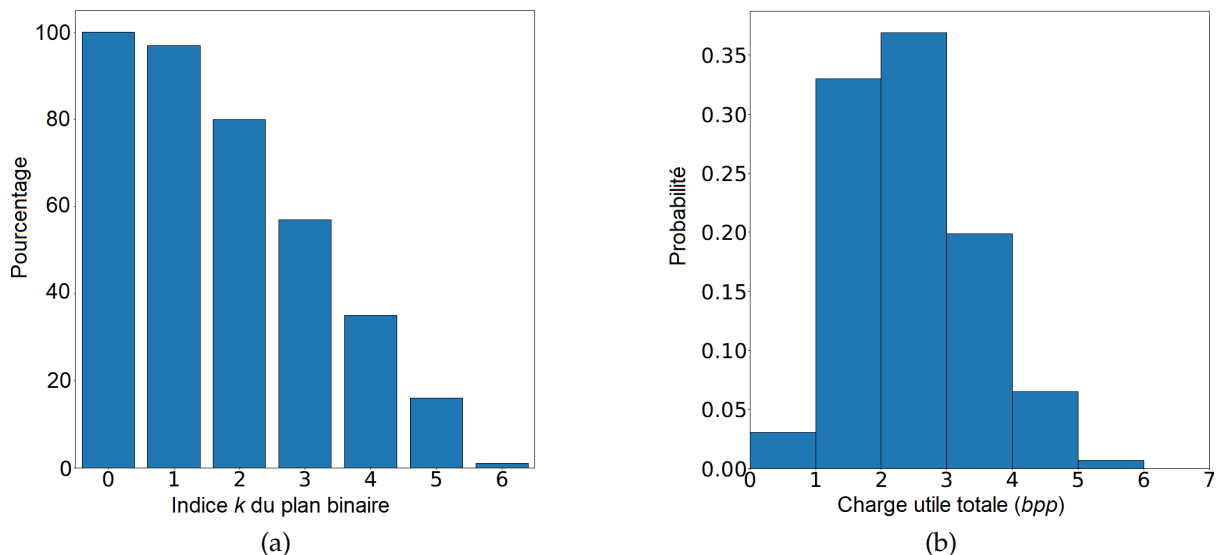 100
80
60
40
20
0
Pourcentage
0 1 2 3 4 5 6
Indice k du plan binaire
(a)
0.35
0.30
0.25
0.20
0.15
0.10
0.05
0.00
Probabilité
0 1 2 3 4 5 6 7
Charge utile totale (bpp)
(b)